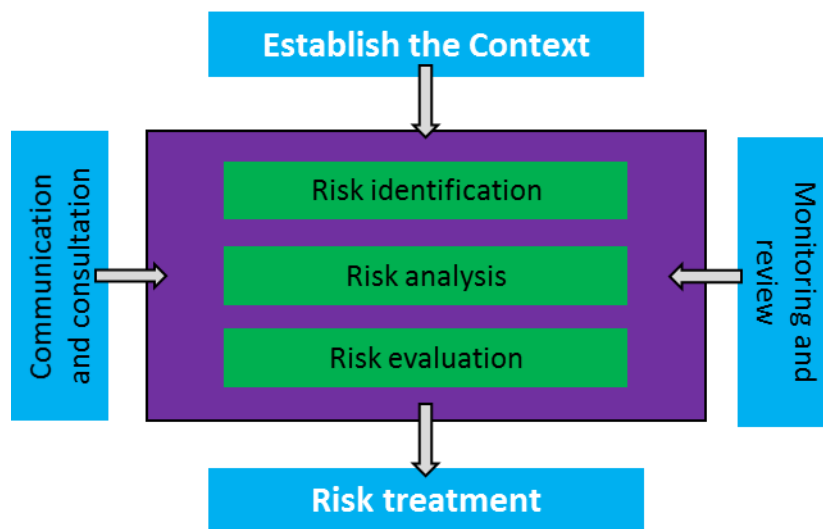 Establish the Context
Communication
and consultation
Risk identification
Risk analysis
Risk evaluation
Monitoring and
review
Risk treatment